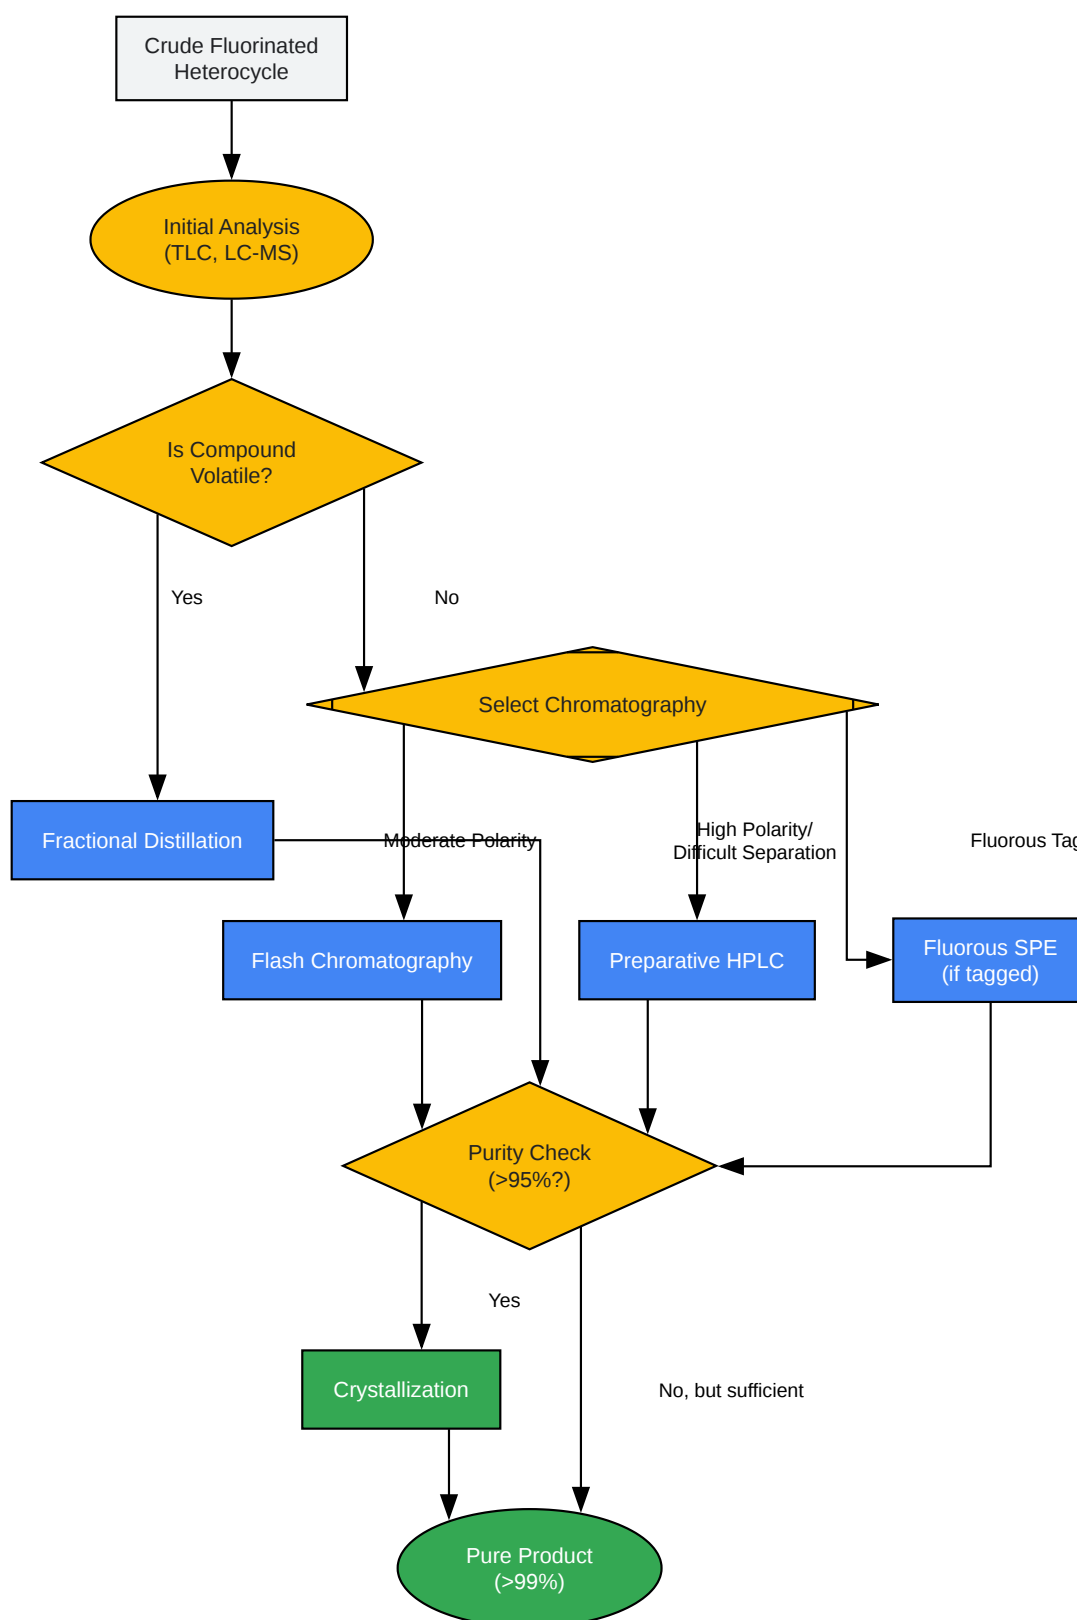 Crude Fluorinated
Heterocycle
Initial Analysis
(TLC, LC-MS)
Is Compound
Volatile?
Yes
No
Select Chromatography
Fractional Distillation
Moderate Polarity
High Polarity/
Difficult Separation
Fluorous Tag
Flash Chromatography
Preparative HPLC
Fluorous SPE
(if tagged)
Purity Check
(>95%?)
Yes
Crystallization
No, but sufficient
Pure Product
(>99%)